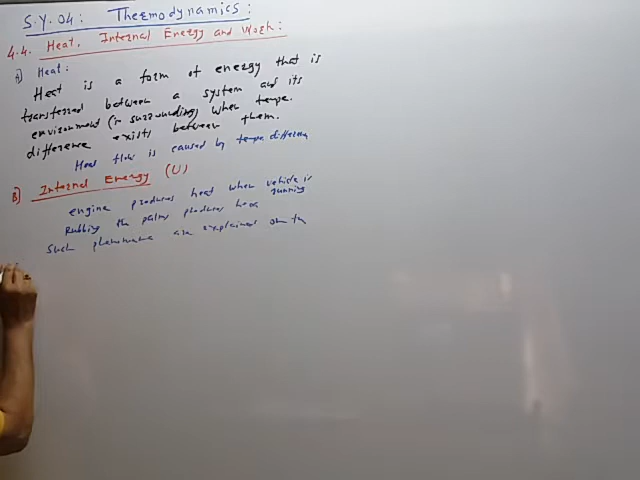 S.Y. 04: Thermodynamics:
4.4. Heat, Internal Energy and Work:
A) Heat:
Heat is a form of energy that is
transferred between a system and its
environment (or surrounding) when tempe.
difference exists between them.
Heat flow is caused by tempe. difference
B) Internal Energy (U)
engine produces heat when vehicle is
running
Rubbing the palms produces heat
Such phenomena are explained on the